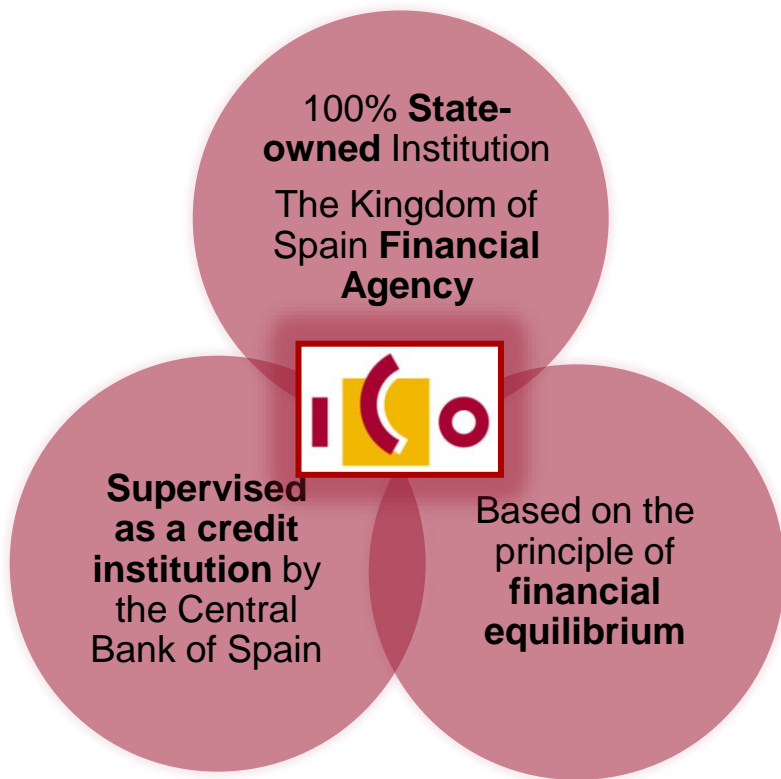 100% State-
owned Institution
The Kingdom of
Spain Financial
Agency
ICO
Supervised
as a credit
institution by
the Central
Bank of Spain
Based on the
principle of
financial
equilibrium